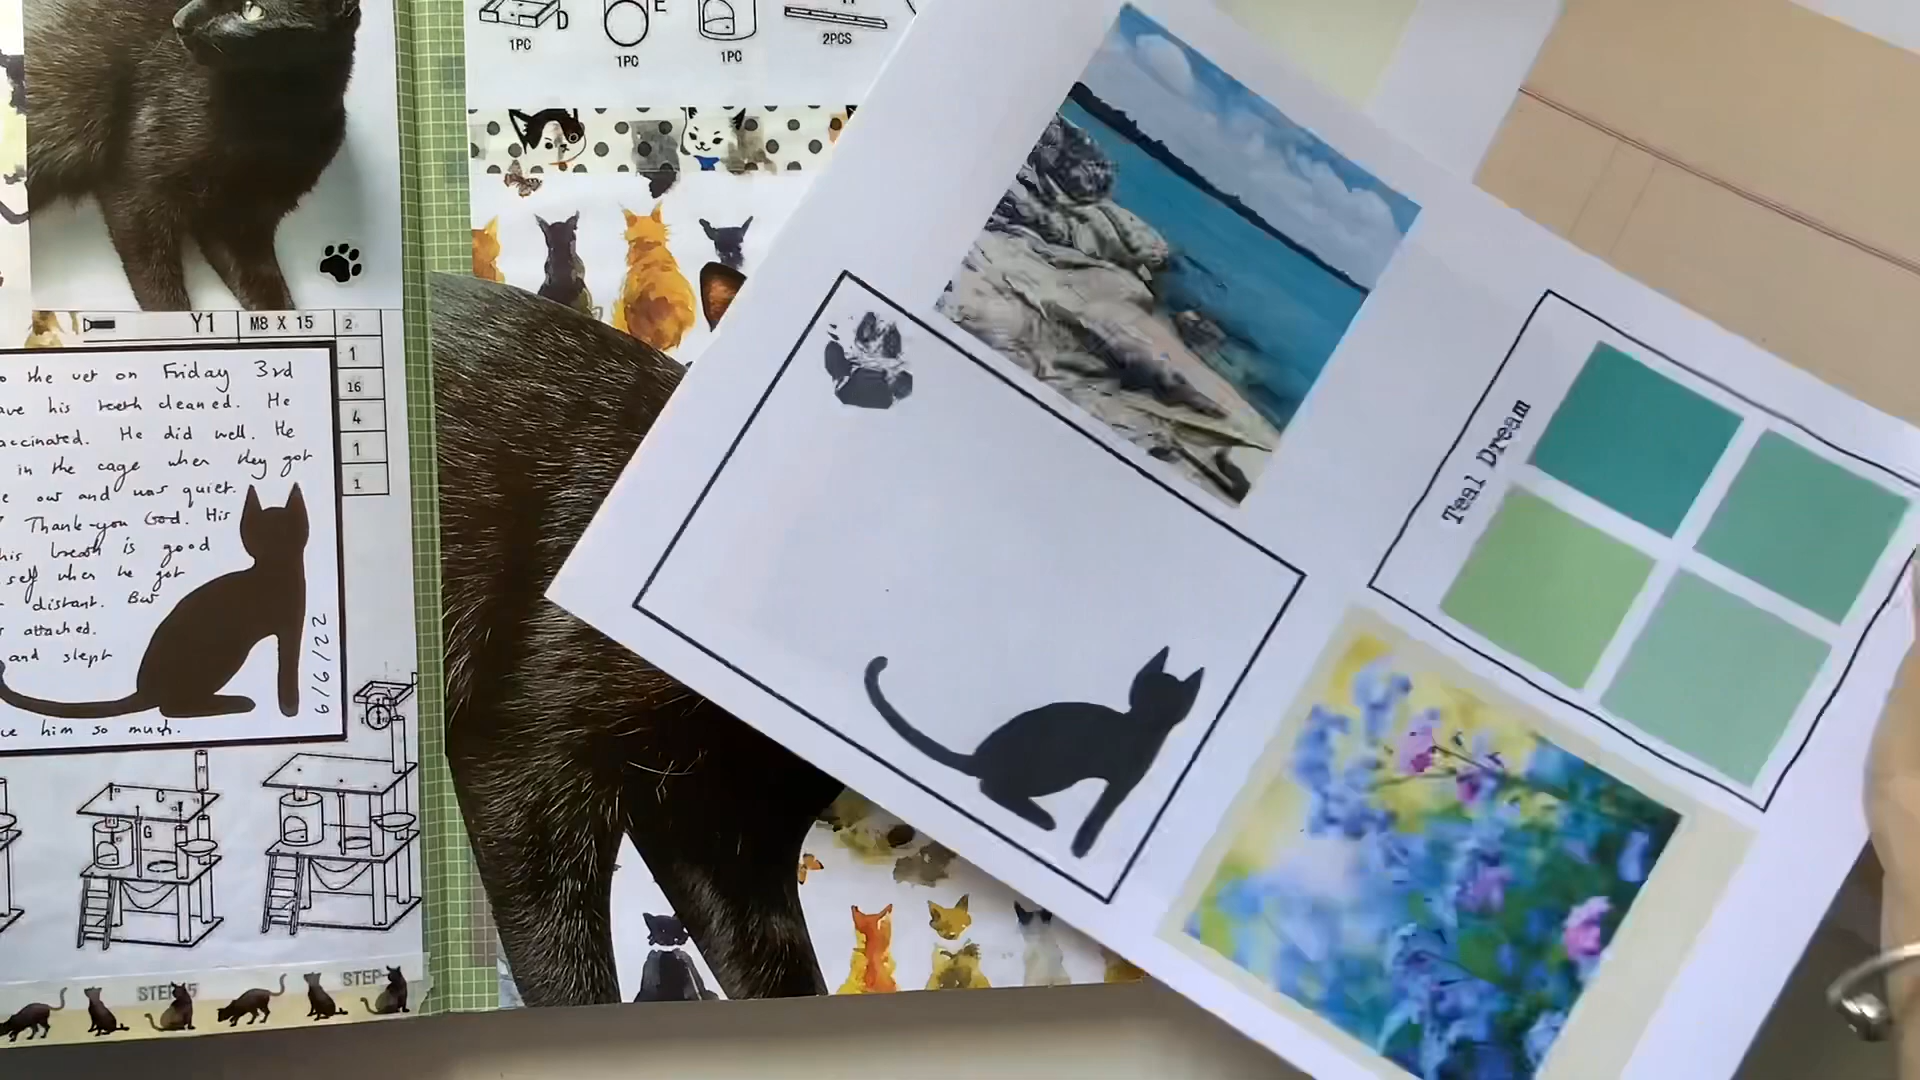 D
1PC
E
1PC
1PC
2PCS
Y1 M8 X 15 2
1
16
4
1
1
the vet on Friday 3rd
his teeth cleaned. He
He did well. He
in the cage when they got
our and was quiet.
Thank-you God. His
his breath is good
self when he got
distant. But
attached.
and slept
him so much.
6/6/22
C
G
STEP 5
STEP
Teal Dream